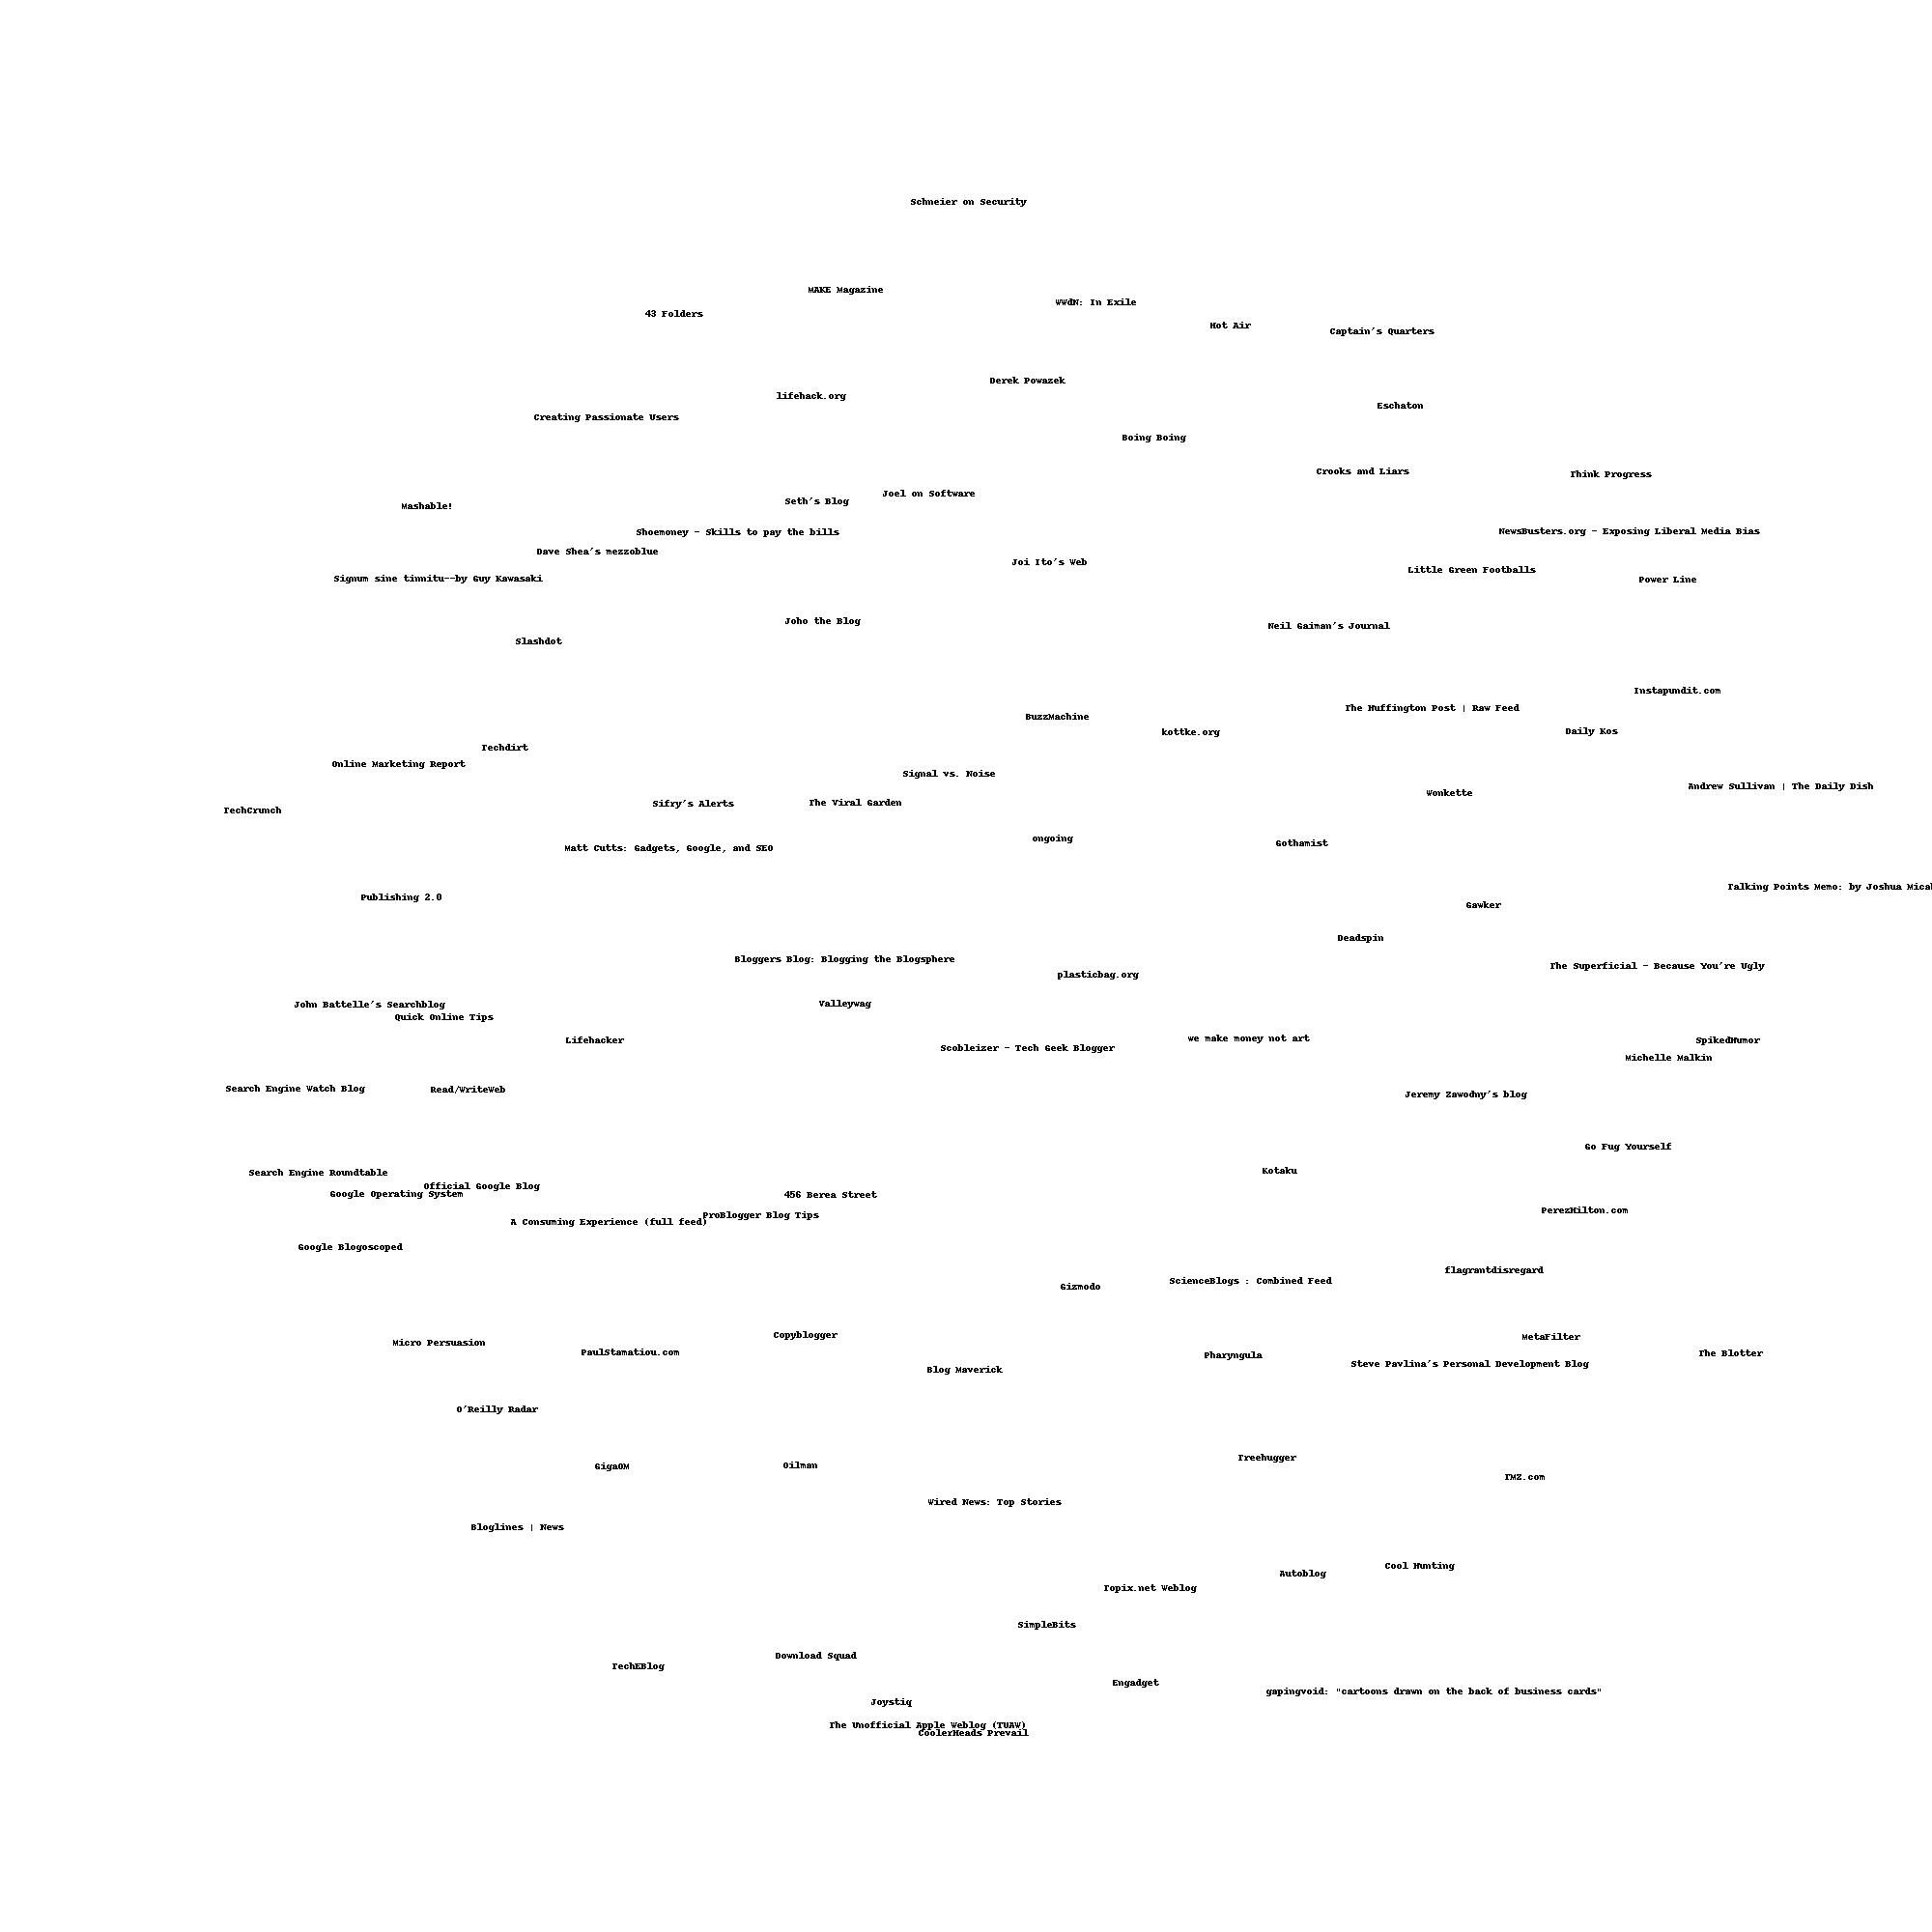 Schneier on Security
MAKE Magazine
WWdN: In Exile
43 Folders
Hot Air
Captain's Quarters
Derek Powazek
lifehack.org
Eschaton
Creating Passionate Users
Boing Boing
Crooks and Liars
Think Progress
Joel on Software
Seth's Blog
Mashable!
NewsBusters.org - Exposing Liberal Media Bias
Shoemoney - Skills to pay the bills
Dave Shea's mezzoblue
Joi Ito's Web
Little Green Footballs
Signum sine tinnitu--by Guy Kawasaki
Power Line
Joho the Blog
Neil Gaiman's Journal
Slashdot
Instapundit.com
The Huffington Post | Raw Feed
BuzzMachine
Daily Kos
kottke.org
Techdirt
Online Marketing Report
Signal vs. Noise
Andrew Sullivan | The Daily Dish
Wonkette
Sifry's Alerts
The Viral Garden
TechCrunch
ongoing
Gothamist
Matt Cutts: Gadgets, Google, and SEO
Talking Points Memo: by Joshua Micah
Publishing 2.0
Gawker
Deadspin
Bloggers Blog: Blogging the Blogsphere
The Superficial - Because You're Ugly
plasticbag.org
Valleywag
John Battelle's Searchblog
Quick Online Tips
we make money not art
Lifehacker
SpikedHumor
Scobleizer - Tech Geek Blogger
Michelle Malkin
Search Engine Watch Blog
Read/WriteWeb
Jeremy Zawodny's blog
Go Fug Yourself
Kotaku
Search Engine Roundtable
Official Google Blog
Google Operating System
456 Berea Street
PerezHilton.com
ProBlogger Blog Tips
A Consuming Experience (full feed)
Google Blogoscoped
flagrantdisregard
ScienceBlogs : Combined Feed
Gizmodo
Copyblogger
MetaFilter
Micro Persuasion
PaulStamatiou.com
The Blotter
Pharyngula
Steve Pavlina's Personal Development Blog
Blog Maverick
O'Reilly Radar
Treehugger
Oilman
GigaOM
TMZ.com
Wired News: Top Stories
Bloglines | News
Cool Hunting
Autoblog
Topix.net Weblog
SimpleBits
Download Squad
TechEBlog
Engadget
gapingvoid: "cartoons drawn on the back of business cards"
Joystiq
The Unofficial Apple Weblog (TUAW)
CoolerHeads Prevail